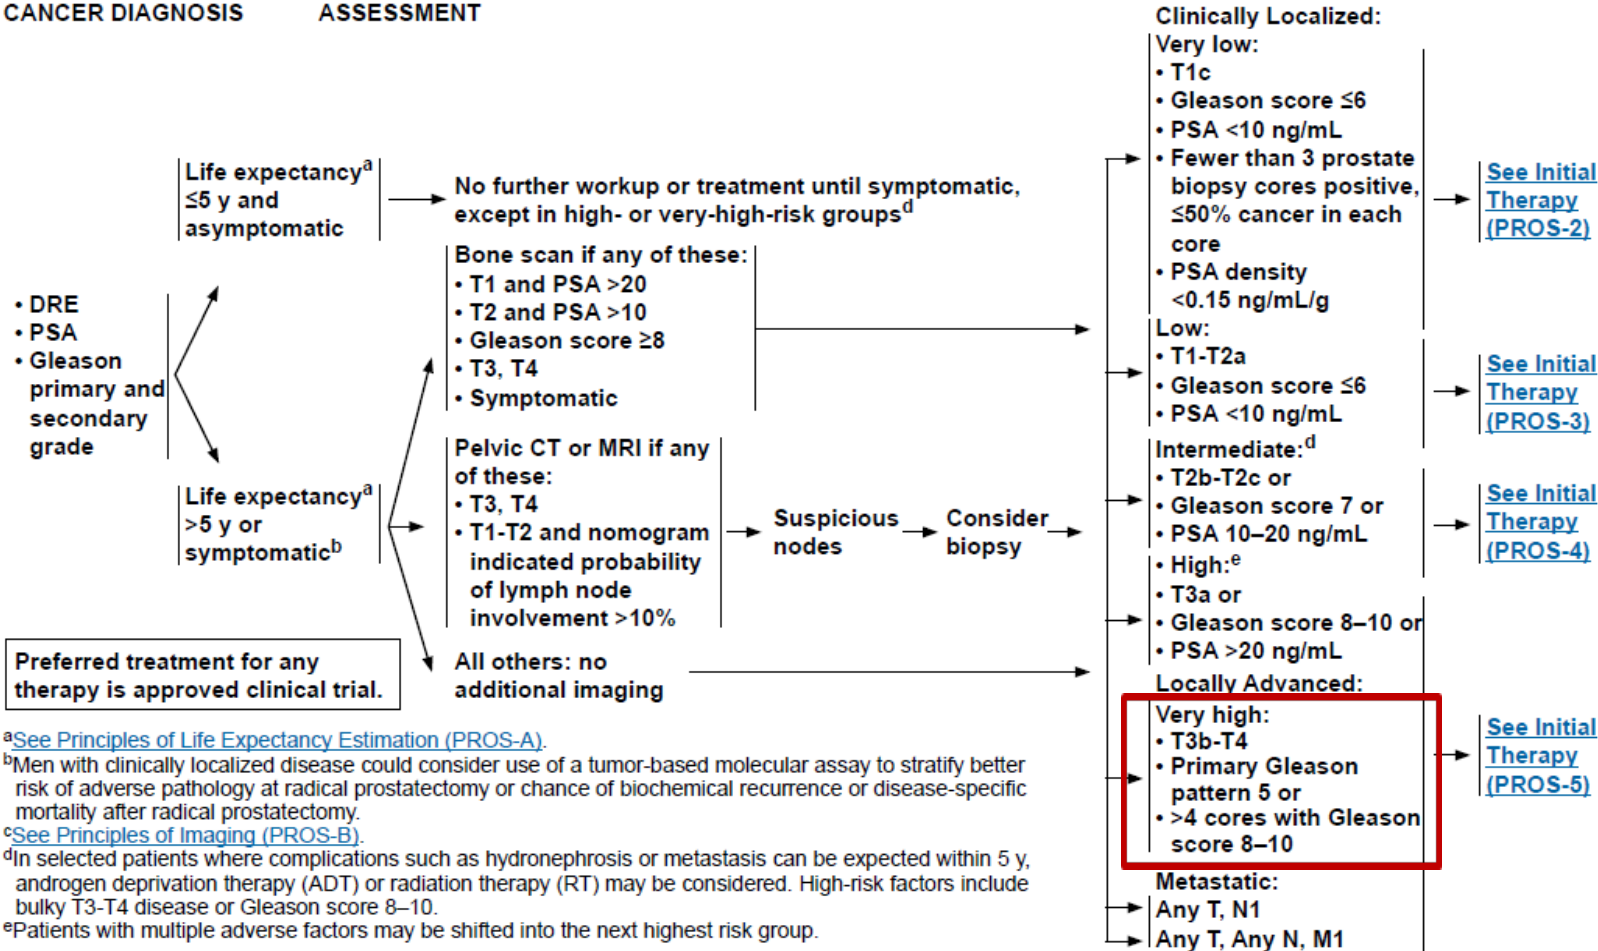 CANCER DIAGNOSIS
ASSESSMENT
• DRE
• PSA
• Gleason
primary and
secondary
grade
Life expectancyᵃ
≤5 y and
asymptomatic
No further workup or treatment until symptomatic,
except in high- or very-high-risk groupsᵈ
Life expectancyᵃ
>5 y or
symptomaticᵇ
Bone scan if any of these:
• T1 and PSA >20
• T2 and PSA >10
• Gleason score ≥8
• T3, T4
• Symptomatic
Pelvic CT or MRI if any
of these:
• T3, T4
• T1-T2 and nomogram
indicated probability
of lymph node
involvement >10%
Suspicious
nodes
Consider
biopsy
All others: no
additional imaging
Clinically Localized:
Very low:
• T1c
• Gleason score ≤6
• PSA <10 ng/mL
• Fewer than 3 prostate
biopsy cores positive,
≤50% cancer in each
core
• PSA density
<0.15 ng/mL/g
See Initial
Therapy
(PROS-2)
Low:
• T1-T2a
• Gleason score ≤6
• PSA <10 ng/mL
See Initial
Therapy
(PROS-3)
Intermediate:ᵈ
• T2b-T2c or
• Gleason score 7 or
• PSA 10–20 ng/mL
See Initial
Therapy
(PROS-4)
• High:ᵉ
• T3a or
• Gleason score 8–10 or
• PSA >20 ng/mL
Locally Advanced:
Very high:
• T3b-T4
• Primary Gleason
pattern 5 or
• >4 cores with Gleason
score 8–10
See Initial
Therapy
(PROS-5)
Metastatic:
Any T, N1
Any T, Any N, M1
Preferred treatment for any
therapy is approved clinical trial.
ᵃSee Principles of Life Expectancy Estimation (PROS-A).
ᵇMen with clinically localized disease could consider use of a tumor-based molecular assay to stratify better
risk of adverse pathology at radical prostatectomy or chance of biochemical recurrence or disease-specific
mortality after radical prostatectomy.
ᶜSee Principles of Imaging (PROS-B).
ᵈIn selected patients where complications such as hydronephrosis or metastasis can be expected within 5 y,
androgen deprivation therapy (ADT) or radiation therapy (RT) may be considered. High-risk factors include
bulky T3-T4 disease or Gleason score 8–10.
ᵉPatients with multiple adverse factors may be shifted into the next highest risk group.